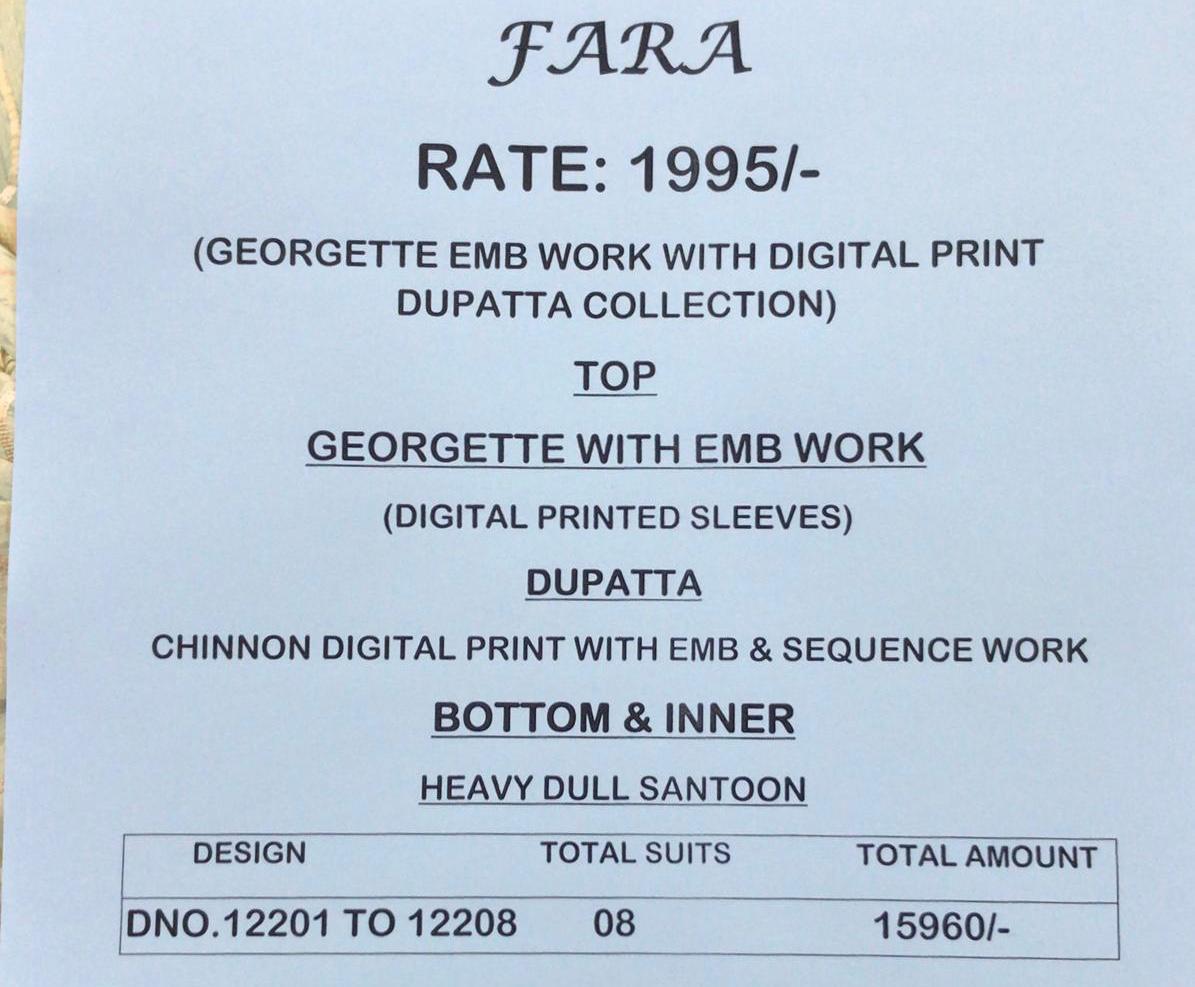 FARA
RATE: 1995/-
(GEORGETTE EMB WORK WITH DIGITAL PRINT
DUPATTA COLLECTION)
TOP
GEORGETTE WITH EMB WORK
(DIGITAL PRINTED SLEEVES)
DUPATTA
CHINNON DIGITAL PRINT WITH EMB & SEQUENCE WORK
BOTTOM & INNER
HEAVY DULL SANTOON
DESIGN TOTAL SUITS TOTAL AMOUNT
DNO.12201 TO 12208 08 15960/-